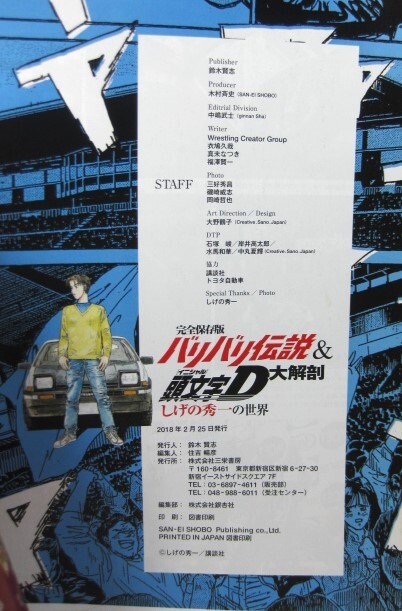 Publisher
鈴木賢志
Producer
木村斉史（SAN-EI SHOBO）
Editrial Division
中嶋武士（ginnan Sha）
Writer
Wrestling Creator Group
衣鳩久哉
真未なつき
福澤賢一
STAFF
Photo
三好秀昌
磯崎威志
岡崎哲也
Art Direction ／ Design
大野鶴子（Creative.Sano.Japan）
DTP
石塚 岐／岸井高太郎／
水馬和華／中丸夏輝（Creative.Sano.Japan）
協力
講談社
トヨタ自動車
Special Thanks ／ Photo
しげの秀一
完全保存版
バリバリ伝説＆
イニシャル
頭文字D大解剖
しげの秀一の世界
2018年2月25日発行
発行人：鈴木 賢志
編集人：住吉 暢彦
発行所：株式会社三栄書房
〒160-8461 東京都新宿区新宿 6-27-30
新宿イーストサイドスクエア 7F
TEL：03-6897-4611（販売部）
TEL：048-988-6011（受注センター）
編集部：株式会社銀杏社
印 刷：図書印刷
SAN-EI SHOBO Publishing co.,Ltd.
PRINTED IN JAPAN 図書印刷
©しげの秀一／講談社